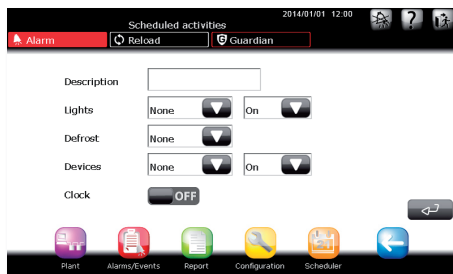 2014/01/01 12:00
Scheduled activities
?
Alarm Reload G Guardian
Description
Lights None On
Defrost None
Devices None On
Clock OFF
Plant Alarms/Events Report Configuration Scheduler